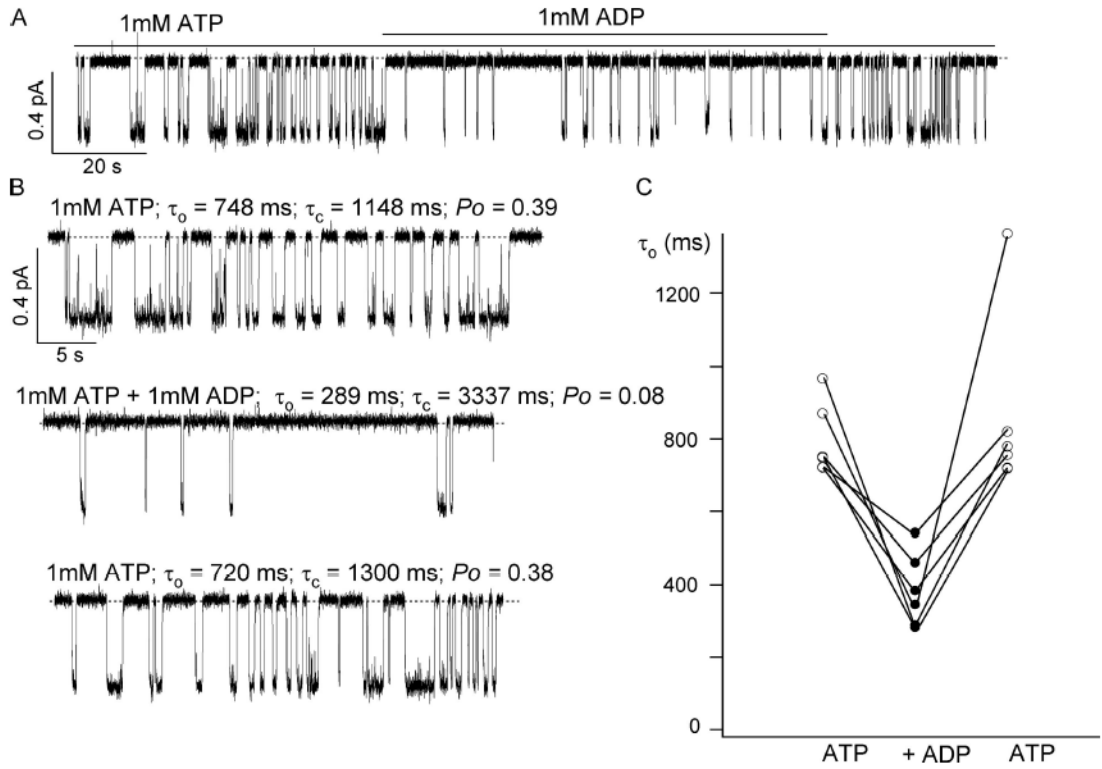 A
1mM ATP
1mM ADP
0.4 pA
20 s
B
1mM ATP; τo = 748 ms; τc = 1148 ms; Po = 0.39
0.4 pA
5 s
1mM ATP + 1mM ADP; τo = 289 ms; τc = 3337 ms; Po = 0.08
1mM ATP; τo = 720 ms; τc = 1300 ms; Po = 0.38
C
τo (ms)
1200
800
400
0
ATP + ADP ATP